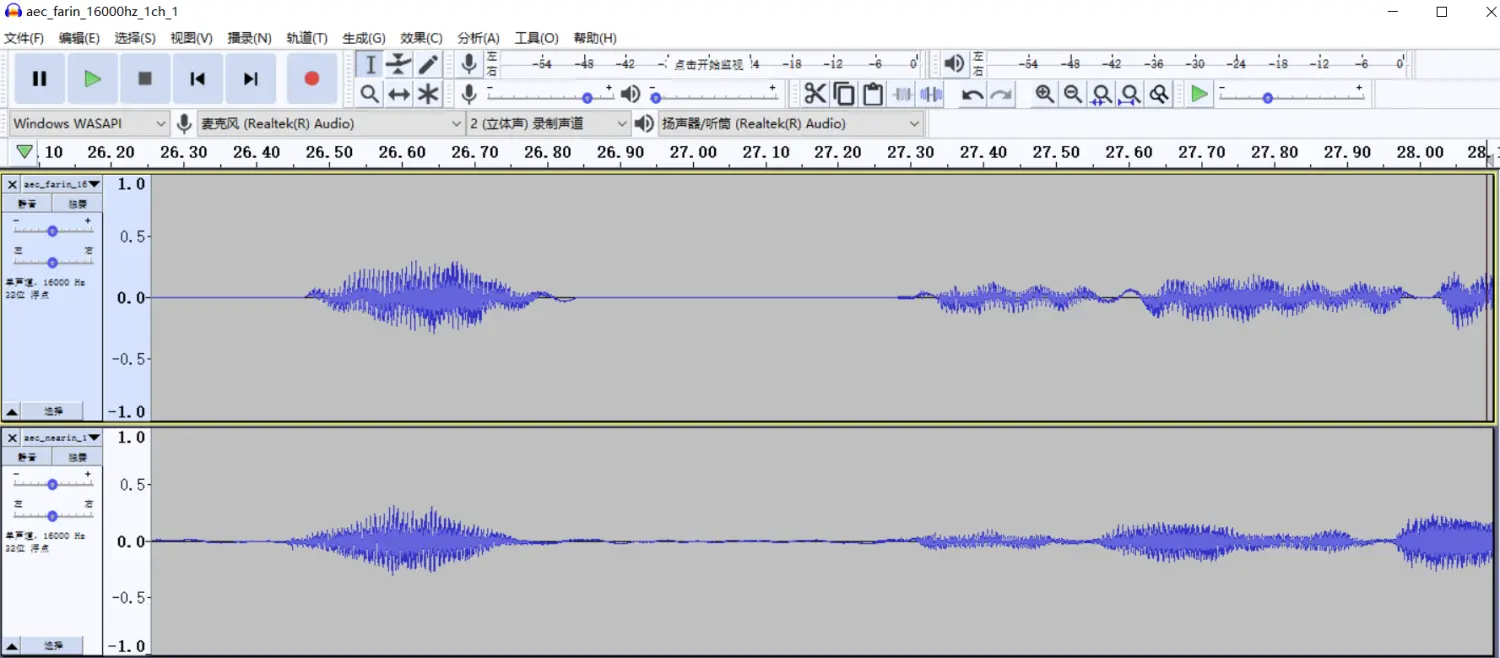 aec_farin_16000hz_1ch_1
文件(F) 编辑(E) 选择(S) 视图(V) 播录(N) 轨道(T) 生成(G) 效果(C) 分析(A) 工具(O) 帮助(H)
左 -54 -48 -42 点击开始监视 -18 -12 -6 0 左 -54 -48 -42 -36 -30 -24 -18 -12 -6 0
右 右
- + - + - +
Windows WASAPI 麦克风 (Realtek(R) Audio) 2 (立体声) 录制声道 扬声器/听筒 (Realtek(R) Audio)
.10 26.20 26.30 26.40 26.50 26.60 26.70 26.80 26.90 27.00 27.10 27.20 27.30 27.40 27.50 27.60 27.70 27.80 27.90 28.00
aec_farin_16 1.0
静音 独奏
- +
0.5
左 右
单声道, 16000 Hz
32位 浮点
0.0
-0.5
选择 -1.0
aec_nearin_1 1.0
静音 独奏
- +
0.5
左 右
单声道, 16000 Hz
32位 浮点
0.0
-0.5
选择 -1.0